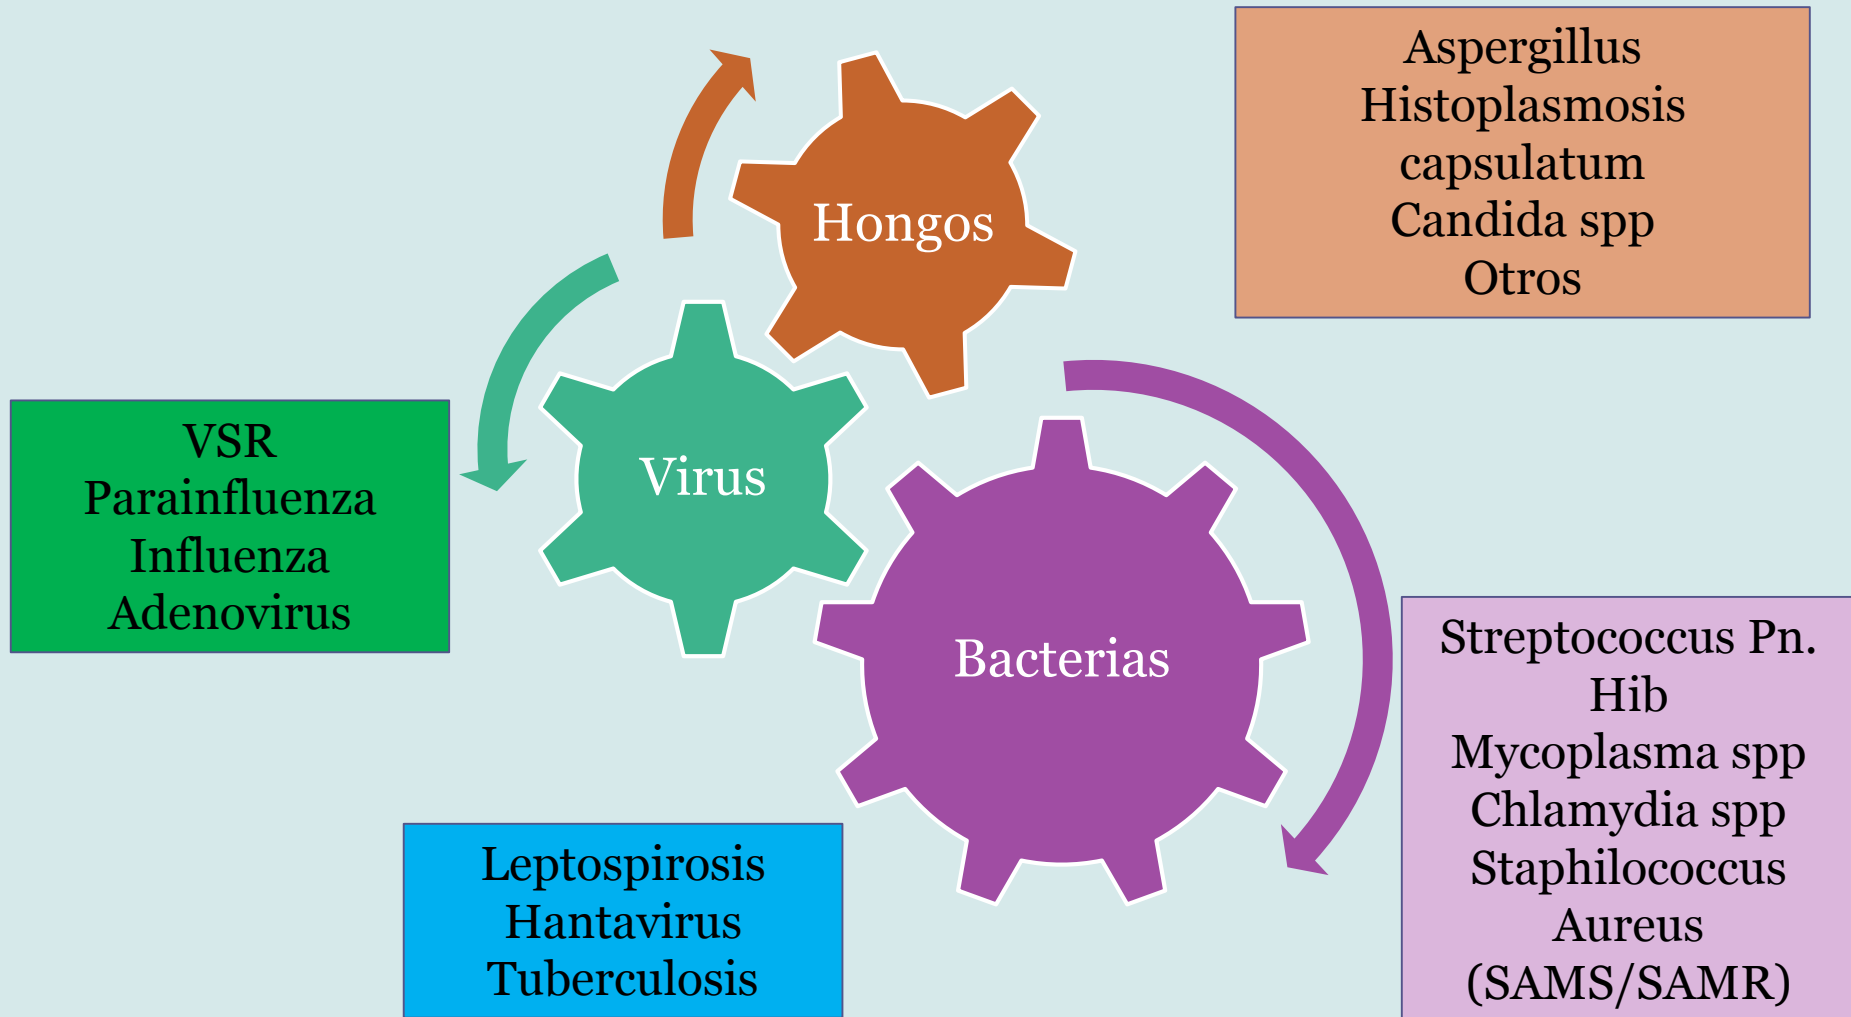 Aspergillus
Histoplasmosis
capsulatum
Candida spp
Otros
Hongos
Virus
VSR
Parainfluenza
Influenza
Adenovirus
Bacterias
Streptococcus Pn.
Hib
Mycoplasma spp
Chlamydia spp
Staphilococcus
Aureus
(SAMS/SAMR)
Leptospirosis
Hantavirus
Tuberculosis